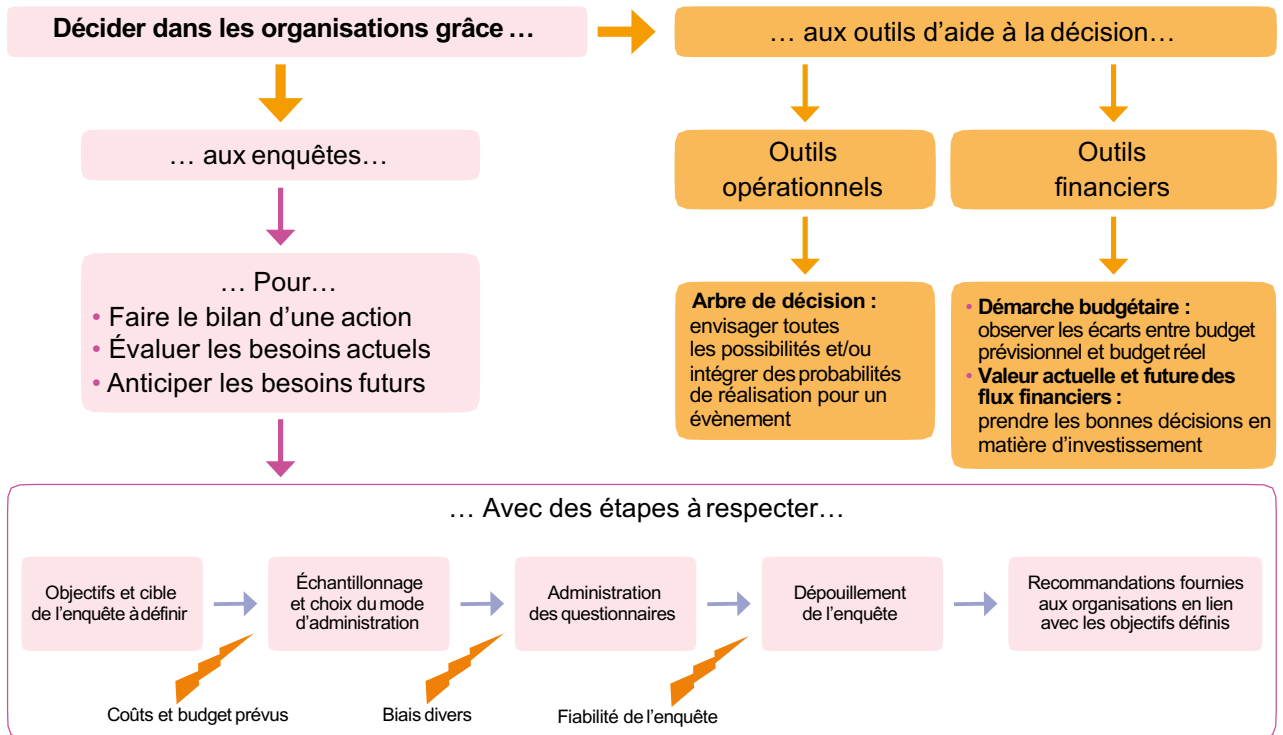 Décider dans les organisations grâce …
… aux outils d'aide à la décision…
… aux enquêtes…
Outils
opérationnels
Outils
financiers
… Pour…
• Faire le bilan d'une action
• Évaluer les besoins actuels
• Anticiper les besoins futurs
Arbre de décision :
envisager toutes
les possibilités et/ou
intégrer des probabilités
de réalisation pour un
évènement
• Démarche budgétaire :
observer les écarts entre budget
prévisionnel et budget réel
• Valeur actuelle et future des
flux financiers :
prendre les bonnes décisions en
matière d'investissement
… Avec des étapes à respecter…
Objectifs et cible
de l'enquête à définir
Échantillonnage
et choix du mode
d'administration
Administration
des questionnaires
Dépouillement
de l'enquête
Recommandations fournies
aux organisations en lien
avec les objectifs définis
Coûts et budget prévus
Biais divers
Fiabilité de l'enquête